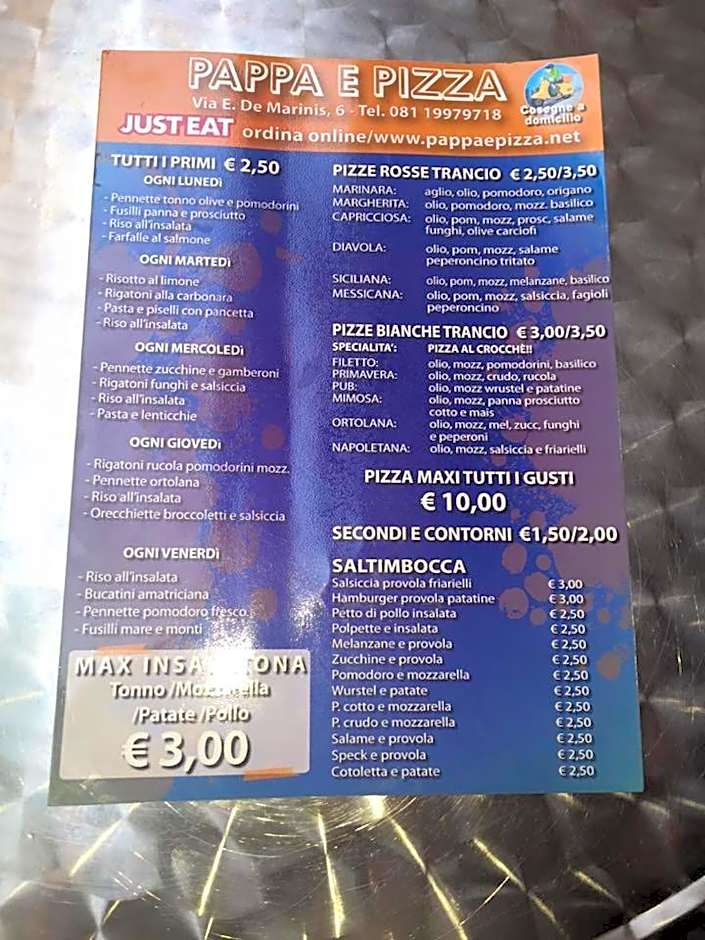 PAPPA E PIZZA
Via E. De Marinis, 6 - Tel. 081 19979718
Cosegne a
domicilio
JUST EAT ordina online/www.pappaepizza.net
TUTTI I PRIMI € 2,50
OGNI LUNEDì
- Pennette tonno olive e pomodorini
- Fusilli panna e prosciutto
- Riso all'insalata
- Farfalle al salmone
OGNI MARTEDì
- Risotto al limone
- Rigatoni alla carbonara
- Pasta e piselli con pancetta
- Riso all'insalata
OGNI MERCOLEDì
- Pennette zucchine e gamberoni
- Rigatoni funghi e salsiccia
- Riso all'insalata
- Pasta e lenticchie
OGNI GIOVEDì
- Rigatoni rucola pomodorini mozz.
- Pennette ortolana
- Riso all'insalata
- Orecchiette broccoletti e salsiccia
OGNI VENERDì
- Riso all'insalata
- Bucatini amatriciana
- Pennette pomodoro fresco
- Fusilli mare e monti
MAX INSALATONA
Tonno /Mozzarella
/Patate /Pollo
€ 3,00
PIZZE ROSSE TRANCIO € 2,50/3,50
MARINARA: aglio, olio, pomodoro, origano
MARGHERITA: olio, pomodoro, mozz. basilico
CAPRICCIOSA: olio, pom, mozz, prosc, salame
funghi, olive carciofi
DIAVOLA: olio, pom, mozz, salame
peperoncino tritato
SICILIANA: olio, pom, mozz, melanzane, basilico
MESSICANA: olio, pom, mozz, salsiccia, fagioli
peperoncino
PIZZE BIANCHE TRANCIO € 3,00/3,50
SPECIALITA': PIZZA AL CROCCHÈ!!
FILETTO: olio, mozz, pomodorini, basilico
PRIMAVERA: olio, mozz, crudo, rucola
PUB: olio, mozz wrustel e patatine
MIMOSA: olio, mozz, panna prosciutto
cotto e mais
ORTOLANA: olio, mozz, mel, zucc, funghi
e peperoni
NAPOLETANA: olio, mozz, salsiccia e friarielli
PIZZA MAXI TUTTI I GUSTI
€ 10,00
SECONDI E CONTORNI €1,50/2,00
SALTIMBOCCA
Salsiccia provola friarielli € 3,00
Hamburger provola patatine € 3,00
Petto di pollo insalata € 2,50
Polpette e insalata € 2,50
Melanzane e provola € 2,50
Zucchine e provola € 2,50
Pomodoro e mozzarella € 2,50
Wurstel e patate € 2,50
P. cotto e mozzarella € 2,50
P. crudo e mozzarella € 2,50
Salame e provola € 2,50
Speck e provola € 2,50
Cotoletta e patate € 2,50